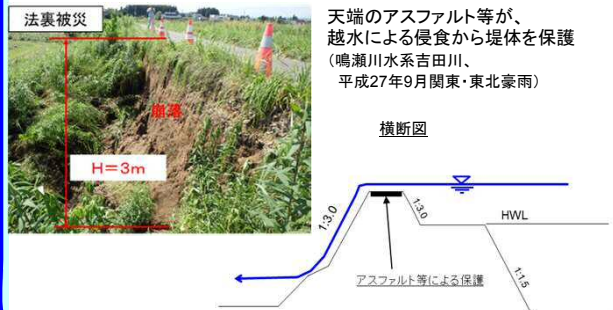 法裏被災
崩落
H=3m
天端のアスファルト等が、
越水による侵食から堤体を保護
(鳴瀬川水系吉田川、
平成27年9月関東・東北豪雨)
横断図
1:3.0
1:3.0
HWL
1:1.5
アスファルト等による保護